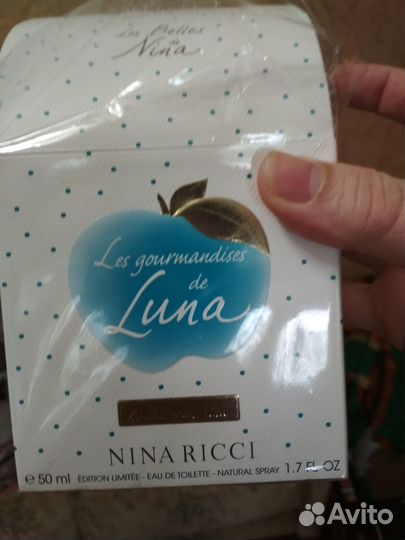 Les Belles
de
Nina
Les gourmandises
de
Luna
NINA RICCI
℮ 50 ml ÉDITION LIMITÉE - EAU DE TOILETTE - NATURAL SPRAY 1.7 FL. OZ
Avito